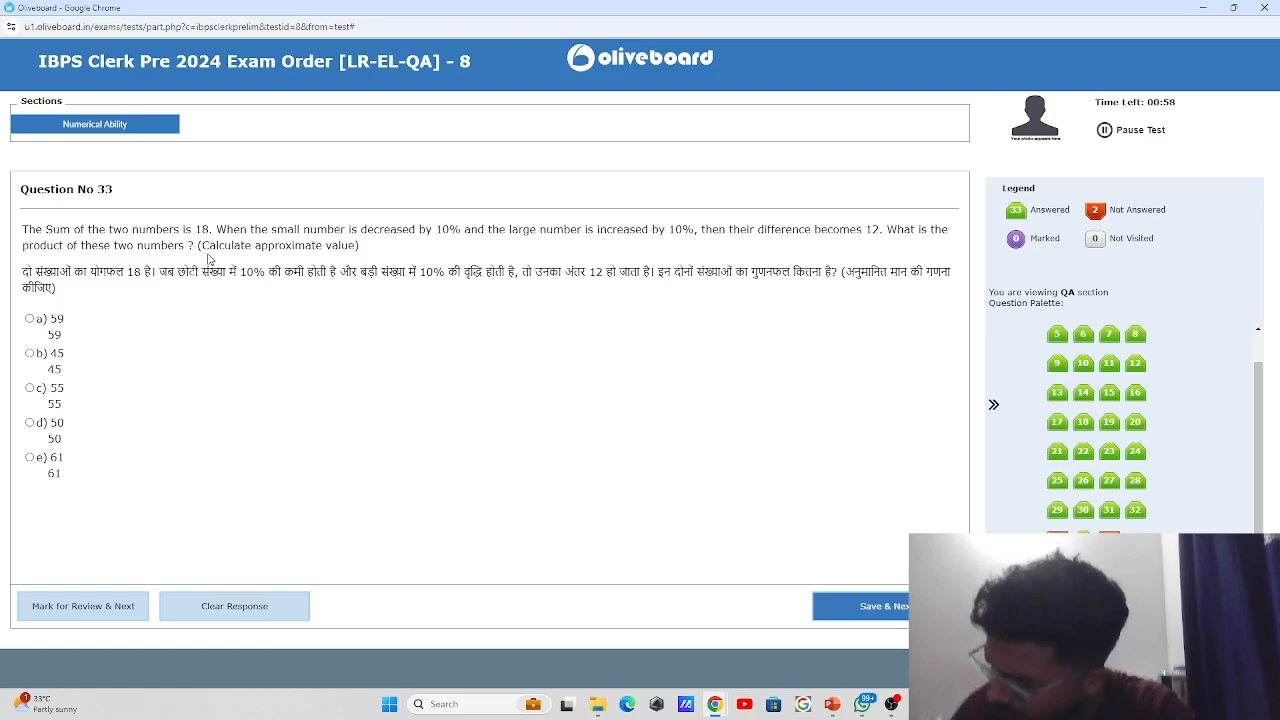 Oliveboard - Google Chrome
u1.oliveboard.in/exams/tests/part.php?c=ibpsclerkprelim&testid=8&from=test#
IBPS Clerk Pre 2024 Exam Order [LR-EL-QA] - 8
oliveboard
Sections
Numerical Ability
Your photo appears here
Time Left: 00:58
Pause Test
Question No 33
The Sum of the two numbers is 18. When the small number is decreased by 10% and the large number is increased by 10%, then their difference becomes 12. What is the
product of these two numbers ? (Calculate approximate value)
दो संख्याओं का योगफल 18 है। जब छोटी संख्या में 10% की कमी होती है और बड़ी संख्या में 10% की वृद्धि होती है, तो उनका अंतर 12 हो जाता है। इन दोनों संख्याओं का गुणनफल कितना है? (अनुमानित मान की गणना
कीजिए)
a) 59
59
b) 45
45
c) 55
55
d) 50
50
e) 61
61
Legend
33 Answered 2 Not Answered
0 Marked 0 Not Visited
You are viewing QA section
Question Palette:
5 6 7 8
9 10 11 12
13 14 15 16
17 18 19 20
21 22 23 24
25 26 27 28
29 30 31 32
Mark for Review & Next
Clear Response
Save & Nex
1
33°C
Partly sunny
Search
99+